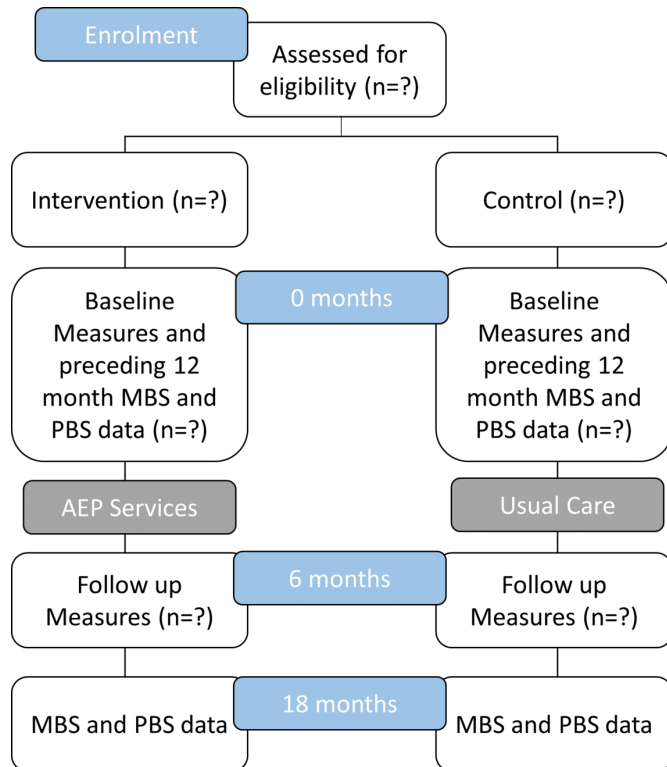 Enrolment
Assessed for
eligibility (n=?)
Intervention (n=?)
Control (n=?)
Baseline
Measures and
preceding 12
month MBS and
PBS data (n=?)
0 months
Baseline
Measures and
preceding 12
month MBS and
PBS data (n=?)
AEP Services
Usual Care
Follow up
Measures (n=?)
6 months
Follow up
Measures (n=?)
MBS and PBS data
18 months
MBS and PBS data